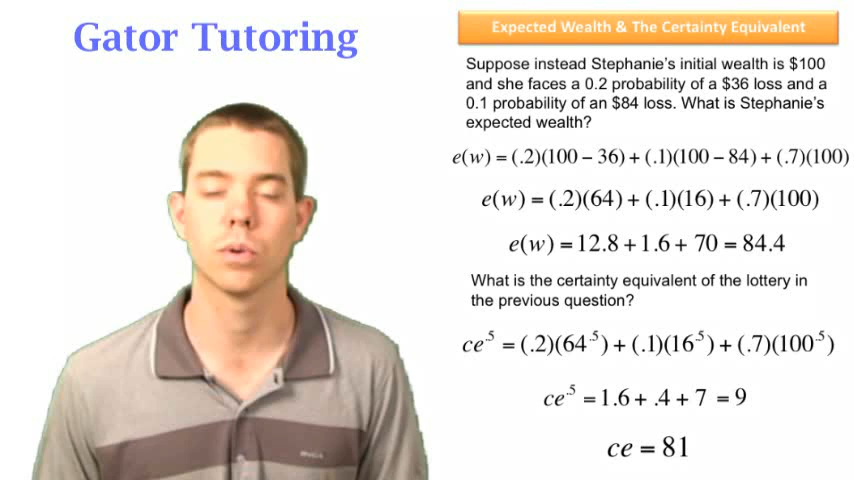 Gator Tutoring
Expected Wealth & The Certainty Equivalent
Suppose instead Stephanie's initial wealth is $100
and she faces a 0.2 probability of a $36 loss and a
0.1 probability of an $84 loss. What is Stephanie's
expected wealth?
e(w) = (.2)(100 − 36) + (.1)(100 − 84) + (.7)(100)
e(w) = (.2)(64) + (.1)(16) + (.7)(100)
e(w) = 12.8 + 1.6 + 70 = 84.4
What is the certainty equivalent of the lottery in
the previous question?
ce^.5 = (.2)(64^.5) + (.1)(16^.5) + (.7)(100^.5)
ce^.5 = 1.6 + .4 + 7 = 9
ce = 81